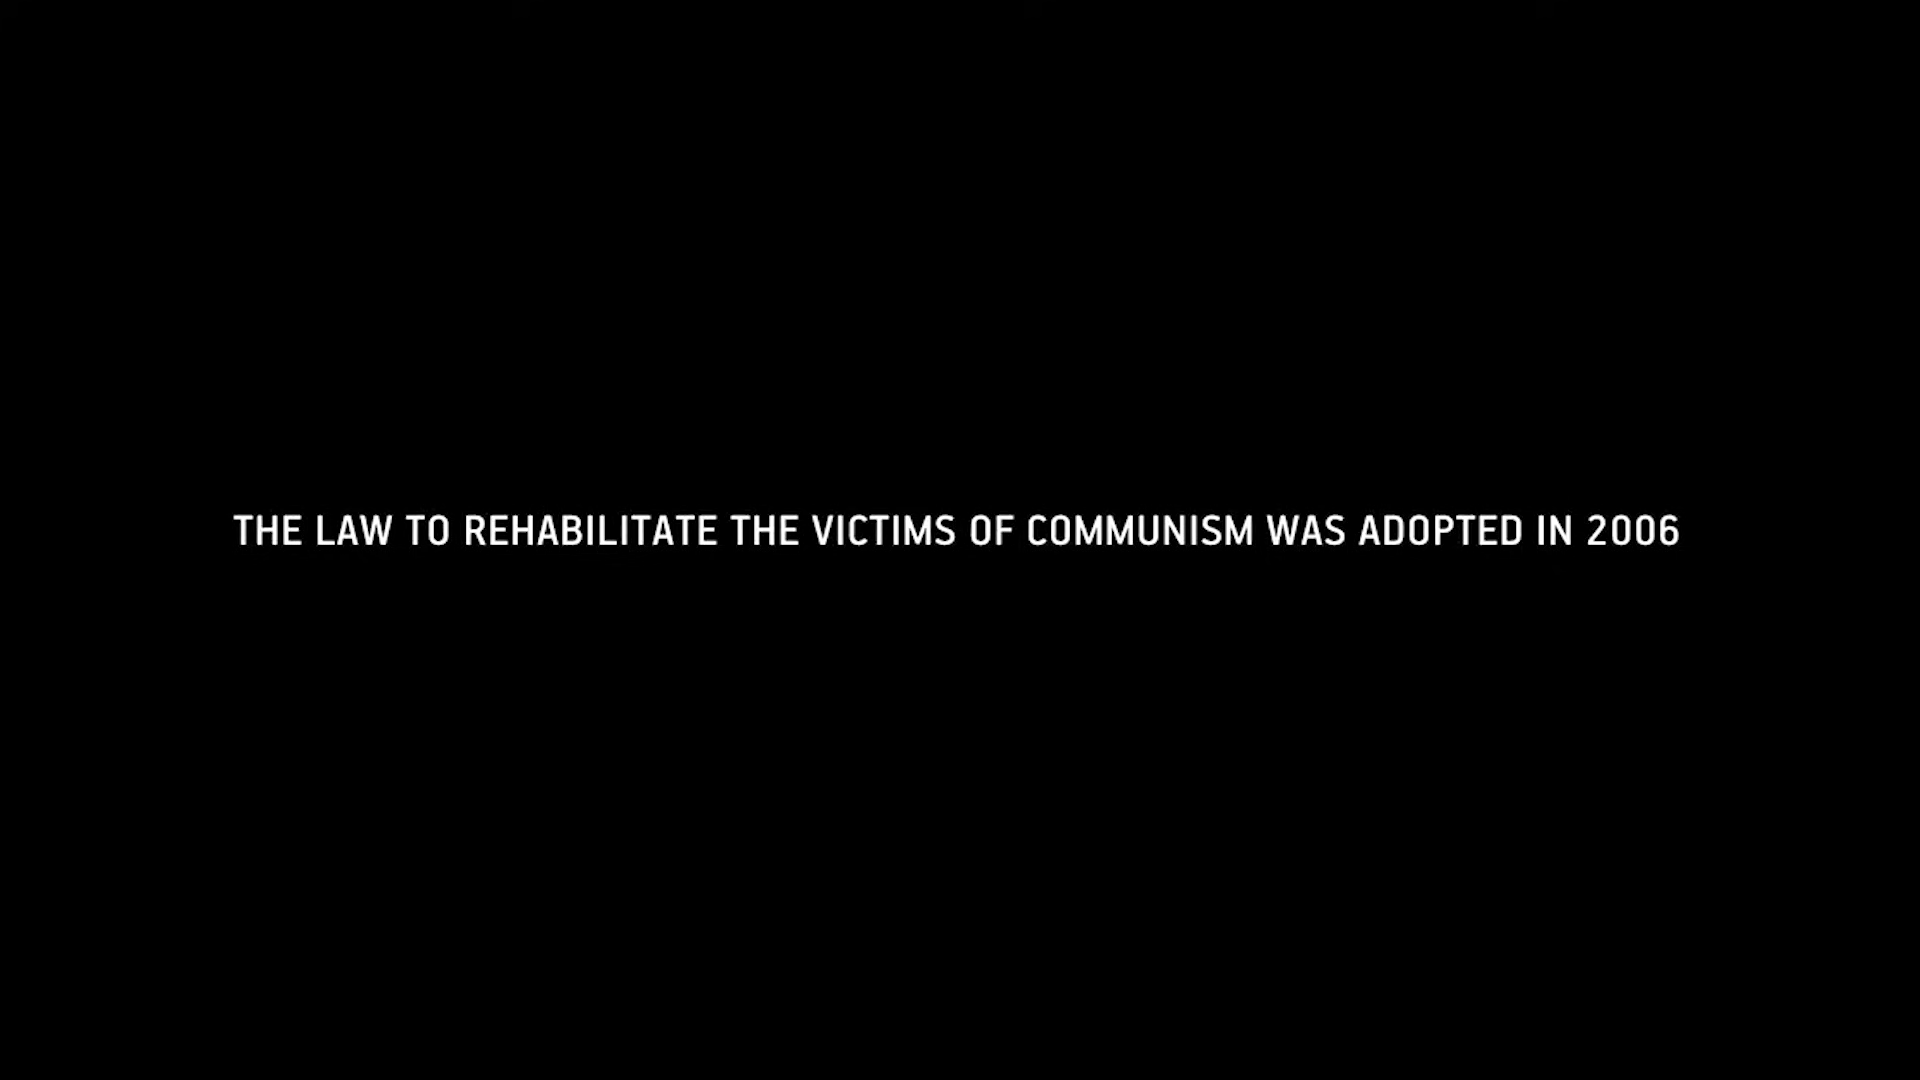 THE LAW TO REHABILITATE THE VICTIMS OF COMMUNISM WAS ADOPTED IN 2006